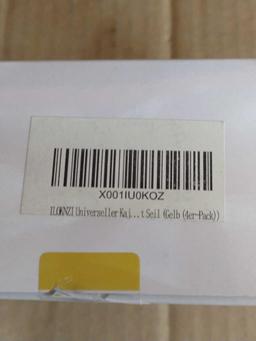 X001IU0KOZ
ILOKNZI Universeller Kaj...t Seil (Gelb (4er-Pack))